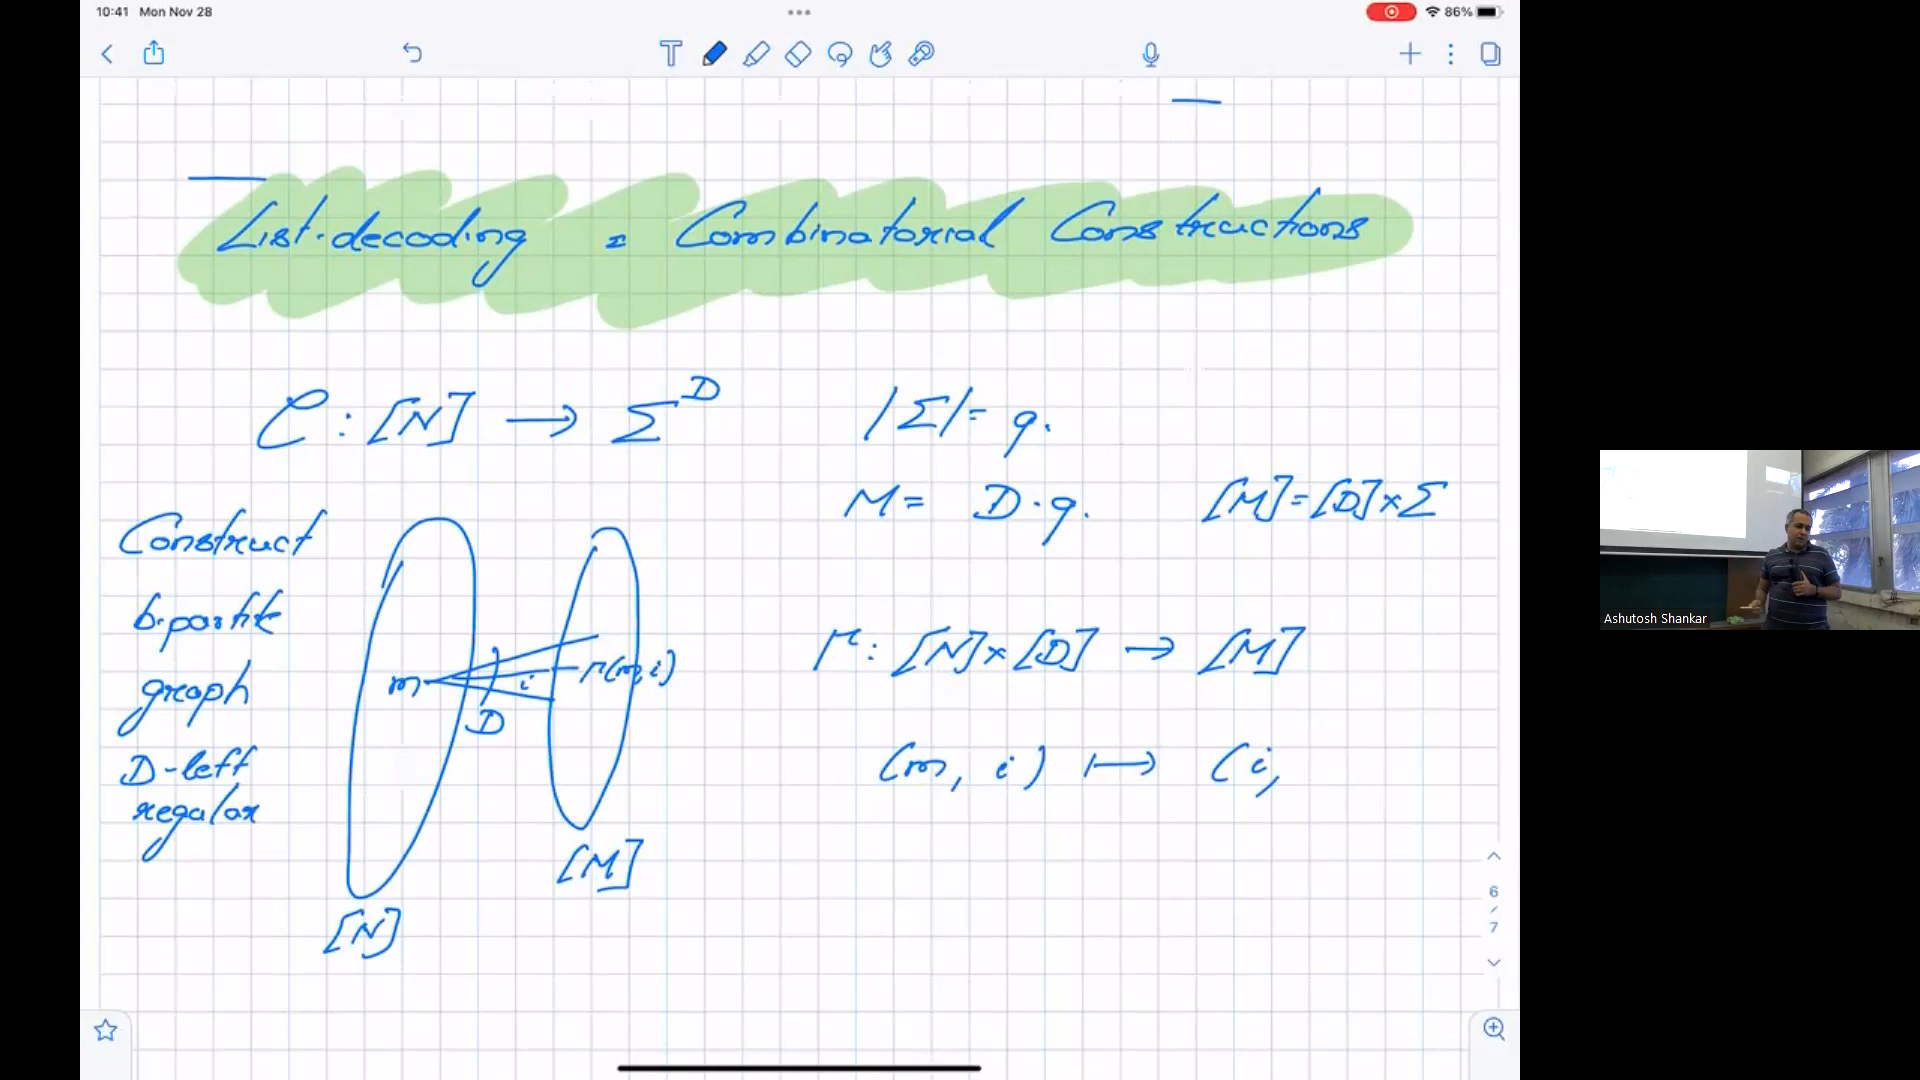 10:41 Mon Nov 28
86%
List-decoding = Combinatorial Constructions
C : [N] → Σ^D |Σ| = q.
M = D·q. [M] = [D] × Σ
Construct
bipartite
graph
D-left
regular
m i Γ(m,i)
D
[M]
[N]
Γ : [N] × [D] → [M]
(m, i) ↦ (i,
6
7
Ashutosh Shankar